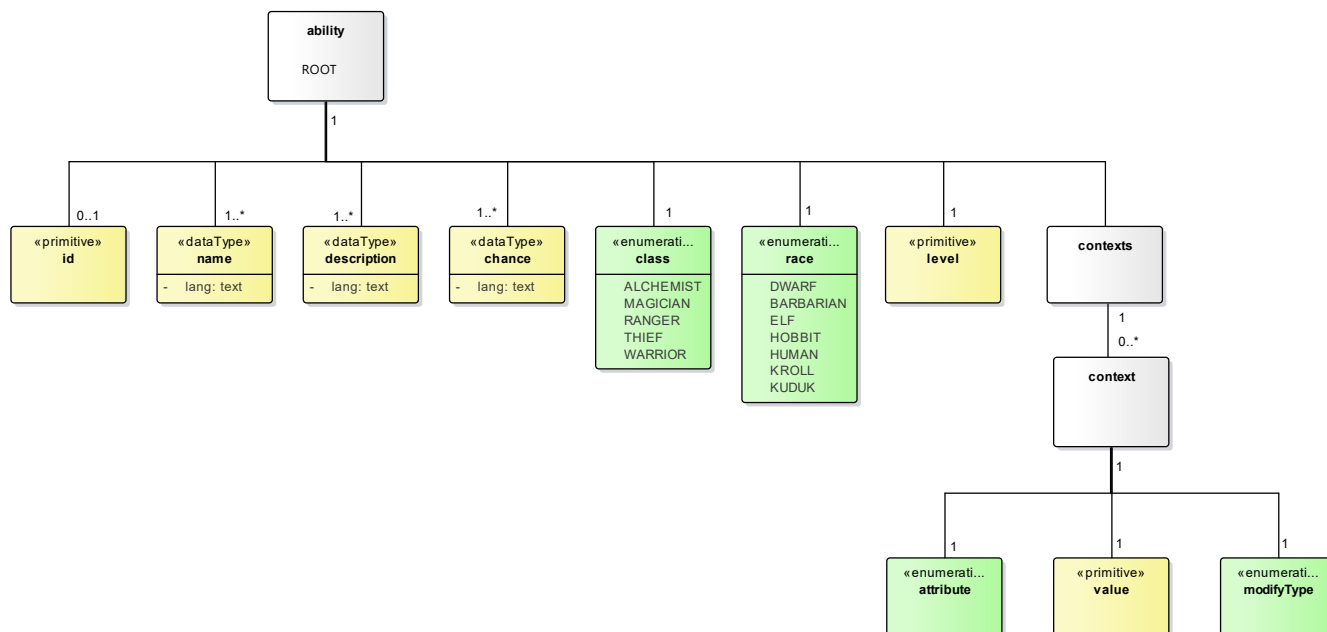 ability
ROOT
1
0..1
1..*
1..*
1..*
1
1
1
«primitive»
id
«dataType»
name
- lang: text
«dataType»
description
- lang: text
«dataType»
chance
- lang: text
«enumerati...
class
ALCHEMIST
MAGICIAN
RANGER
THIEF
WARRIOR
«enumerati...
race
DWARF
BARBARIAN
ELF
HOBBIT
HUMAN
KROLL
KUDUK
«primitive»
level
contexts
1
0..*
context
1
1
1
1
«enumerati...
attribute
«primitive»
value
«enumerati...
modifyType